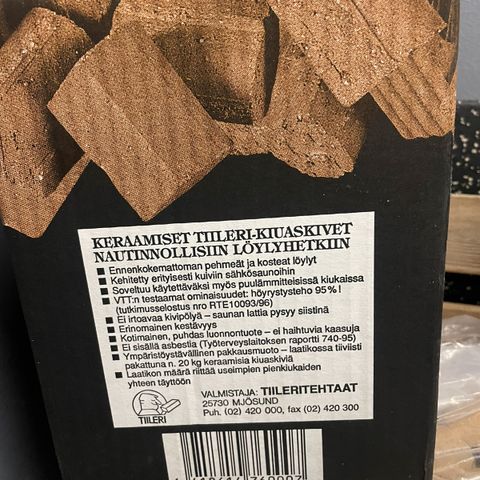 KERAAMISET TIILERI-KIUASKIVET
NAUTINNOLLISIIN LÖYLYHETKIIN
■ Ennenkokemattoman pehmeät ja kosteat löylyt
■ Kehitetty erityisesti kuiviin sähkösaunoihin
■ Soveltuu käytettäväksi myös puulämmitteisissä kiukaissa
■ VTT:n testaamat ominaisuudet: höyrystysteho 95% !
(tutkimusselostus nro RTE10093/96)
■ Ei irtoavaa kivipölyä – saunan lattia pysyy siistinä
■ Erinomainen kestävyys
■ Kotimainen, puhdas luonnontuote – ei haihtuvia kaasuja
■ Ei sisällä asbestia (Työterveyslaitoksen raportti 740-95)
■ Ympäristöystävällinen pakkausmuoto – laatikossa tiiviisti
pakattuna n. 20 kg keraamisia kiuaskiviä
■ Laatikon määrä riittää useimpien pienkiukaiden
yhteen täyttöön
TIILERI
VALMISTAJA: TIILERITEHTAAT
25730 MJÖSUND
Puh. (02) 420 000, fax (02) 420 300